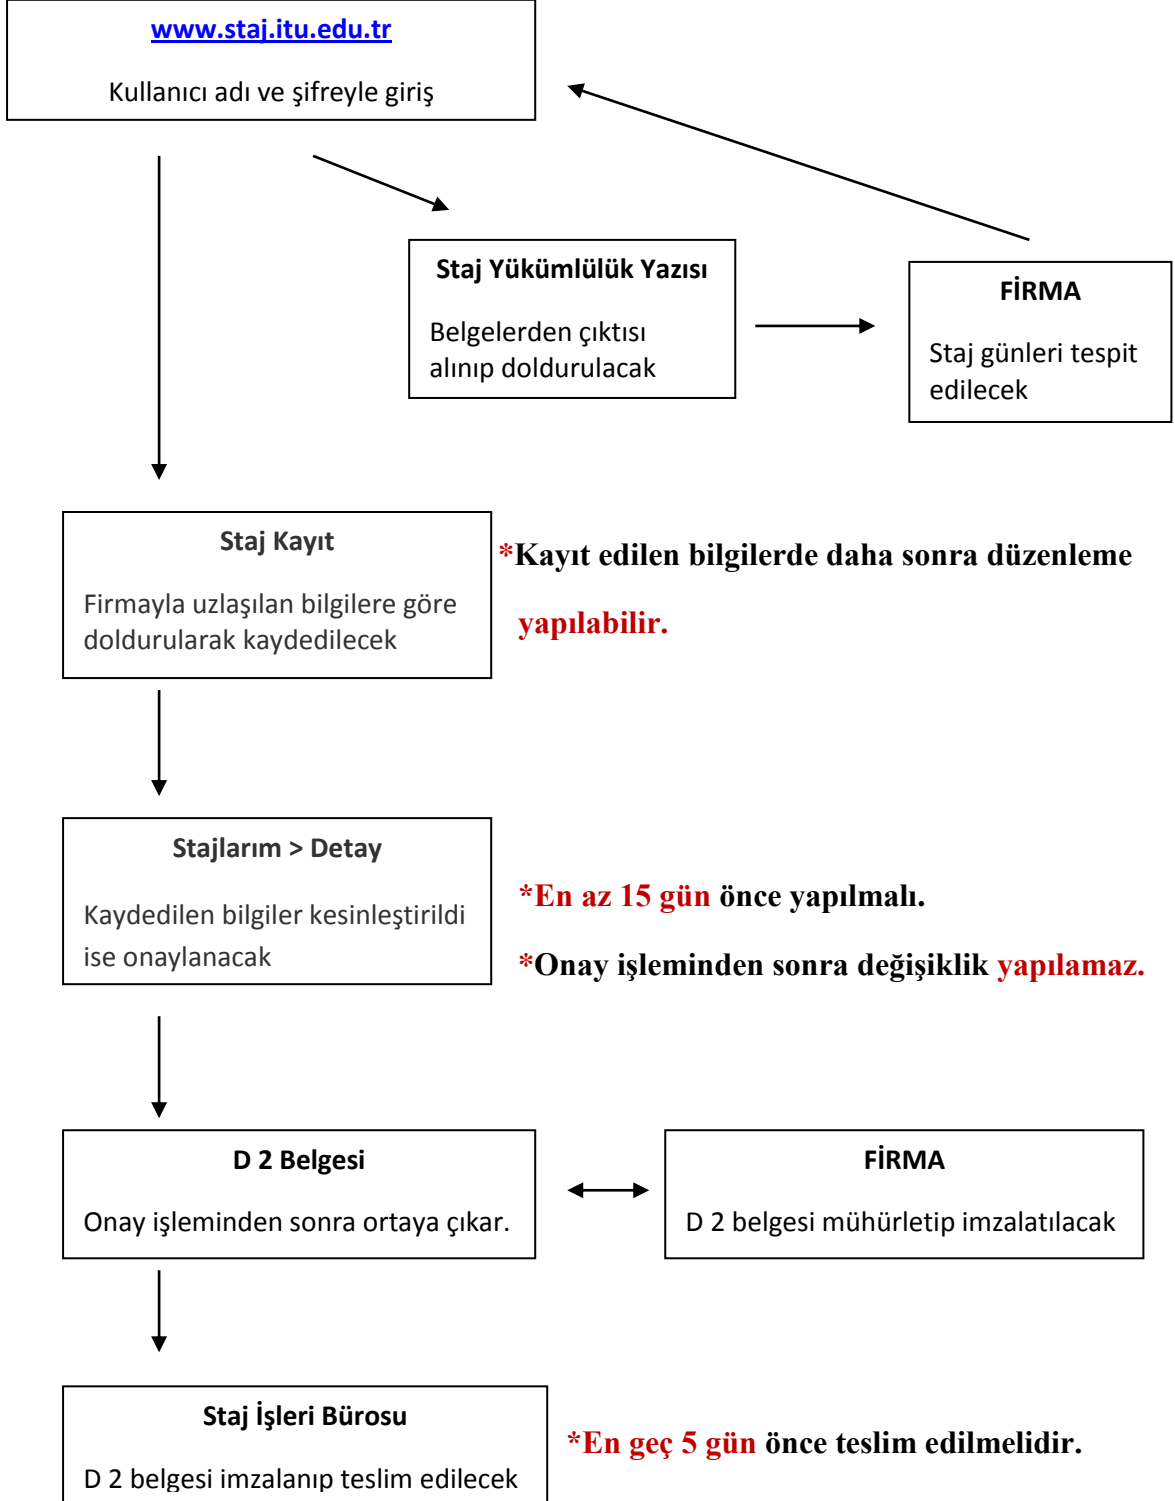 www.staj.itu.edu.tr
Kullanıcı adı ve şifreyle giriş
Staj Yükümlülük Yazısı
Belgelerden çıktısı
alınıp doldurulacak
FİRMA
Staj günleri tespit
edilecek
Staj Kayıt
Firmayla uzlaşılan bilgilere göre
doldurularak kaydedilecek
*Kayıt edilen bilgilerde daha sonra düzenleme
yapılabilir.
Stajlarım > Detay
Kaydedilen bilgiler kesinleştirildi
ise onaylanacak
*En az 15 gün önce yapılmalı.
*Onay işleminden sonra değişiklik yapılamaz.
D 2 Belgesi
Onay işleminden sonra ortaya çıkar.
FİRMA
D 2 belgesi mühürletip imzalatılacak
Staj İşleri Bürosu
D 2 belgesi imzalanıp teslim edilecek
*En geç 5 gün önce teslim edilmelidir.